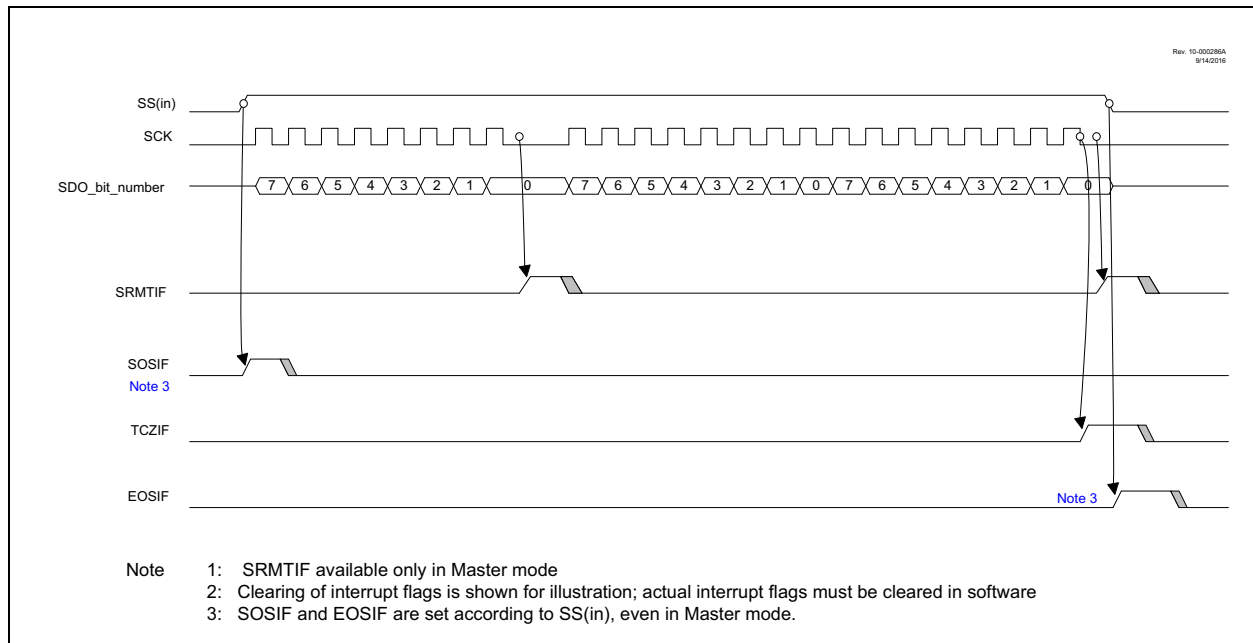 Rev. 10-000286A
9/14/2016
SS(in)
SCK
SDO_bit_number
7 6 5 4 3 2 1 0 7 6 5 4 3 2 1 0 7 6 5 4 3 2 1 0
SRMTIF
SOSIF
Note 3
TCZIF
EOSIF
Note 3
Note 1: SRMTIF available only in Master mode
2: Clearing of interrupt flags is shown for illustration; actual interrupt flags must be cleared in software
3: SOSIF and EOSIF are set according to SS(in), even in Master mode.